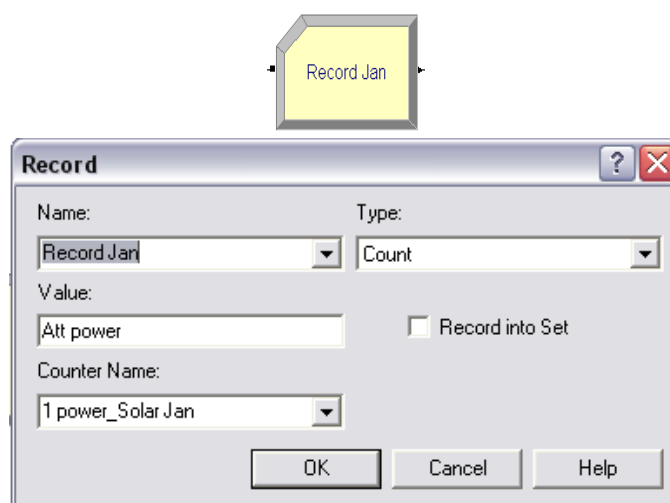 Record Jan
Record
Name:
Type:
Record Jan
Count
Value:
Att power
Record into Set
Counter Name:
1 power_Solar Jan
OK
Cancel
Help